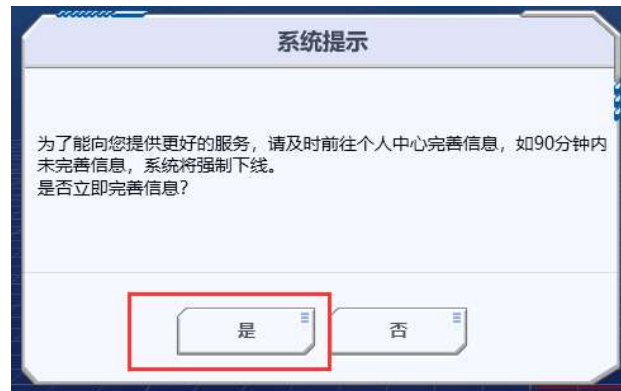 系统提示
为了能向您提供更好的服务，请及时前往个人中心完善信息，如90分钟内
未完善信息，系统将强制下线。
是否立即完善信息？
是
否